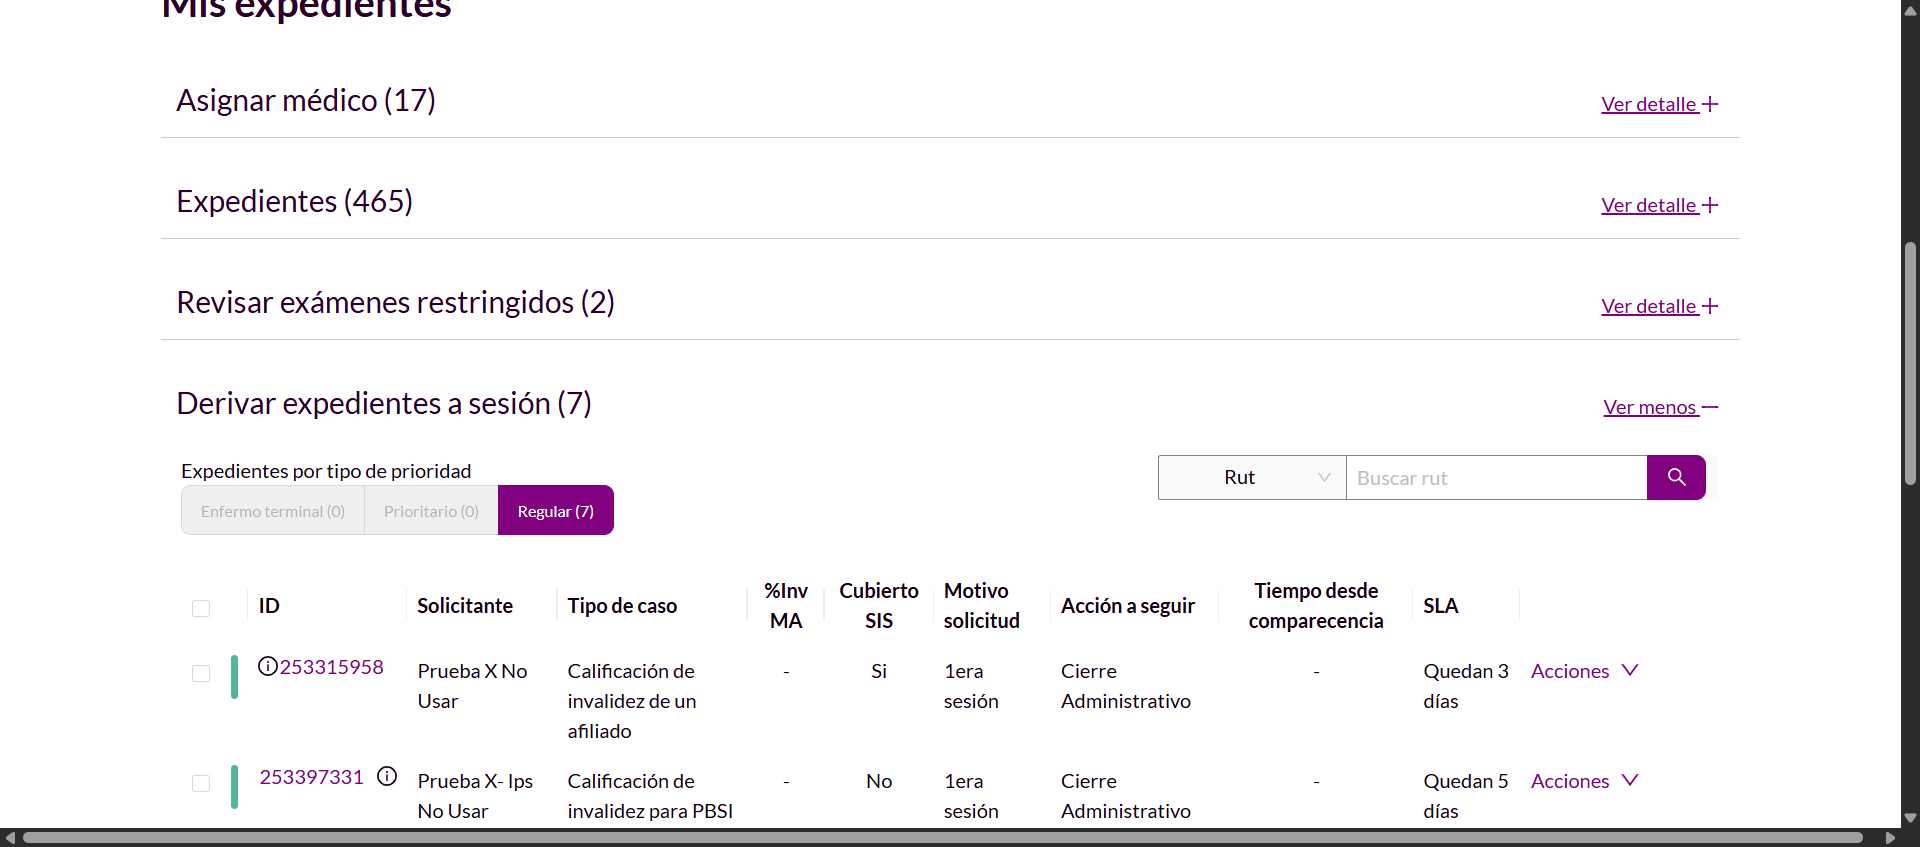 Mis expedientes
Asignar médico (17)
Ver detalle
Expedientes (465)
Ver detalle
Revisar exámenes restringidos (2)
Ver detalle
Derivar expedientes a sesión (7)
Ver menos
Expedientes por tipo de prioridad
Enfermo terminal (0)
Prioritario (0)
Regular (7)
Rut
Buscar rut
ID
Solicitante
Tipo de caso
%Inv
MA
Cubierto
SIS
Motivo
solicitud
Acción a seguir
Tiempo desde
comparecencia
SLA
253315958
Prueba X No
Usar
Calificación de
invalidez de un
afiliado
-
Si
1era
sesión
Cierre
Administrativo
-
Quedan 3
días
Acciones
253397331
Prueba X- Ips
No Usar
Calificación de
invalidez para PBSI
-
No
1era
sesión
Cierre
Administrativo
-
Quedan 5
días
Acciones